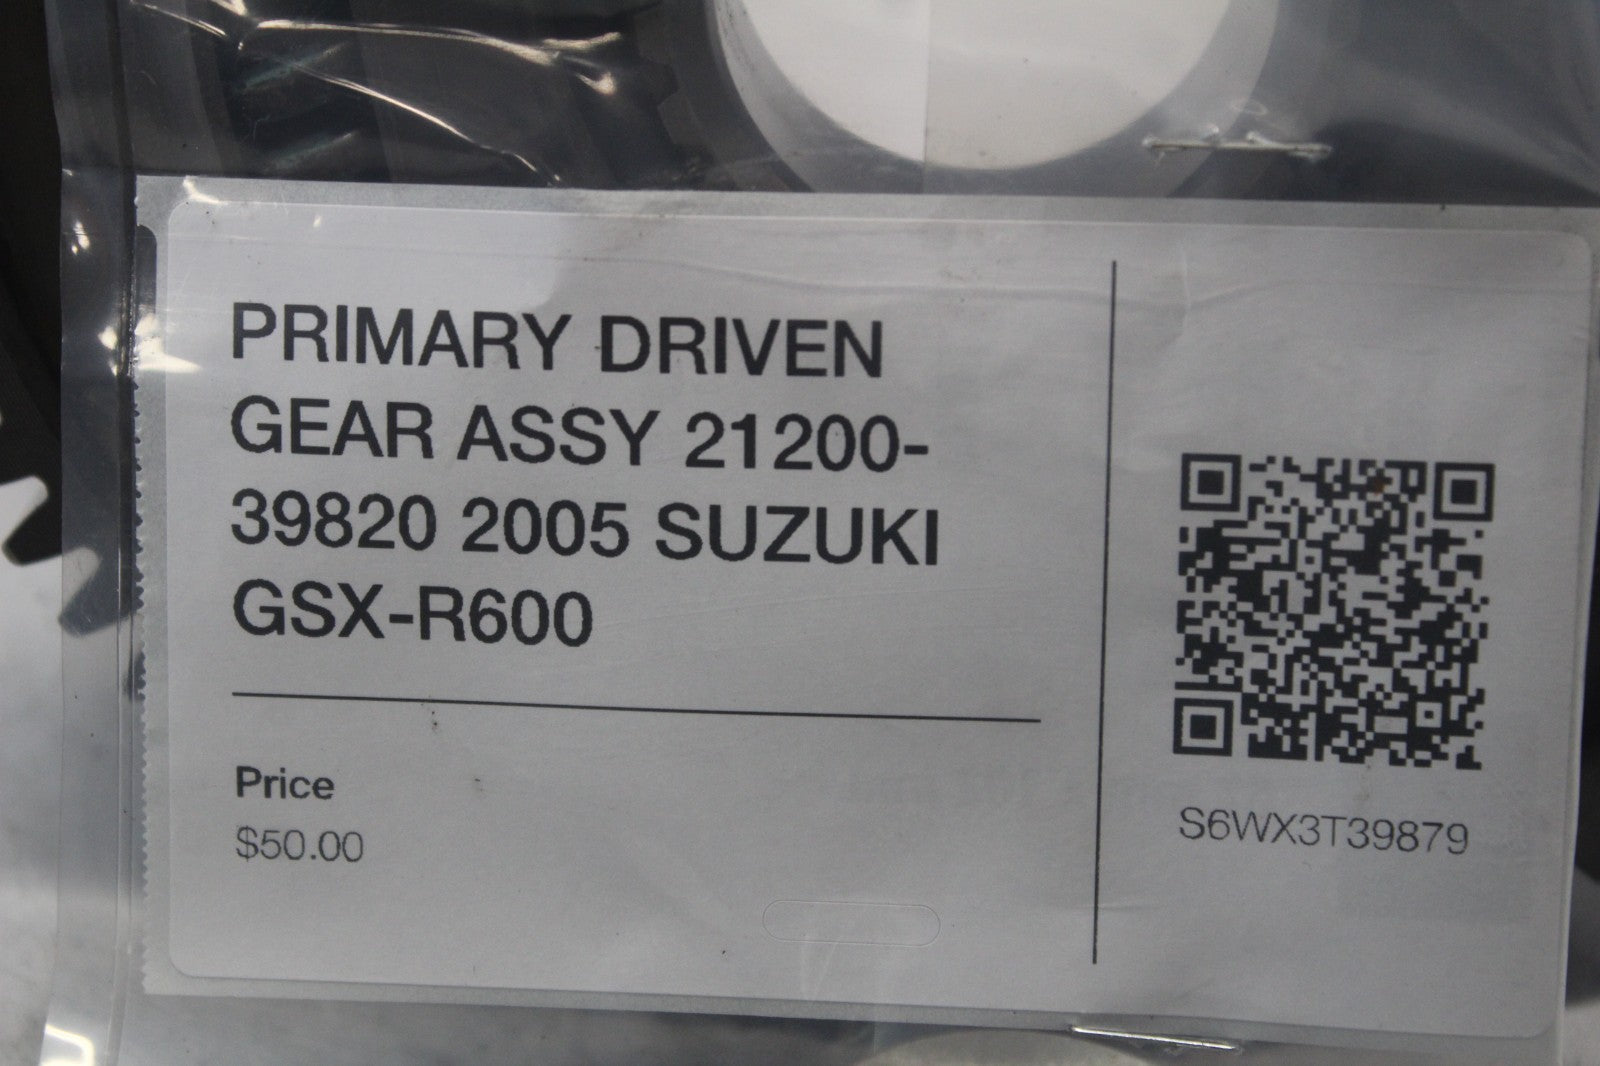 PRIMARY DRIVEN
GEAR ASSY 21200-
39820 2005 SUZUKI
GSX-R600
Price
$50.00
S6WX3T39879